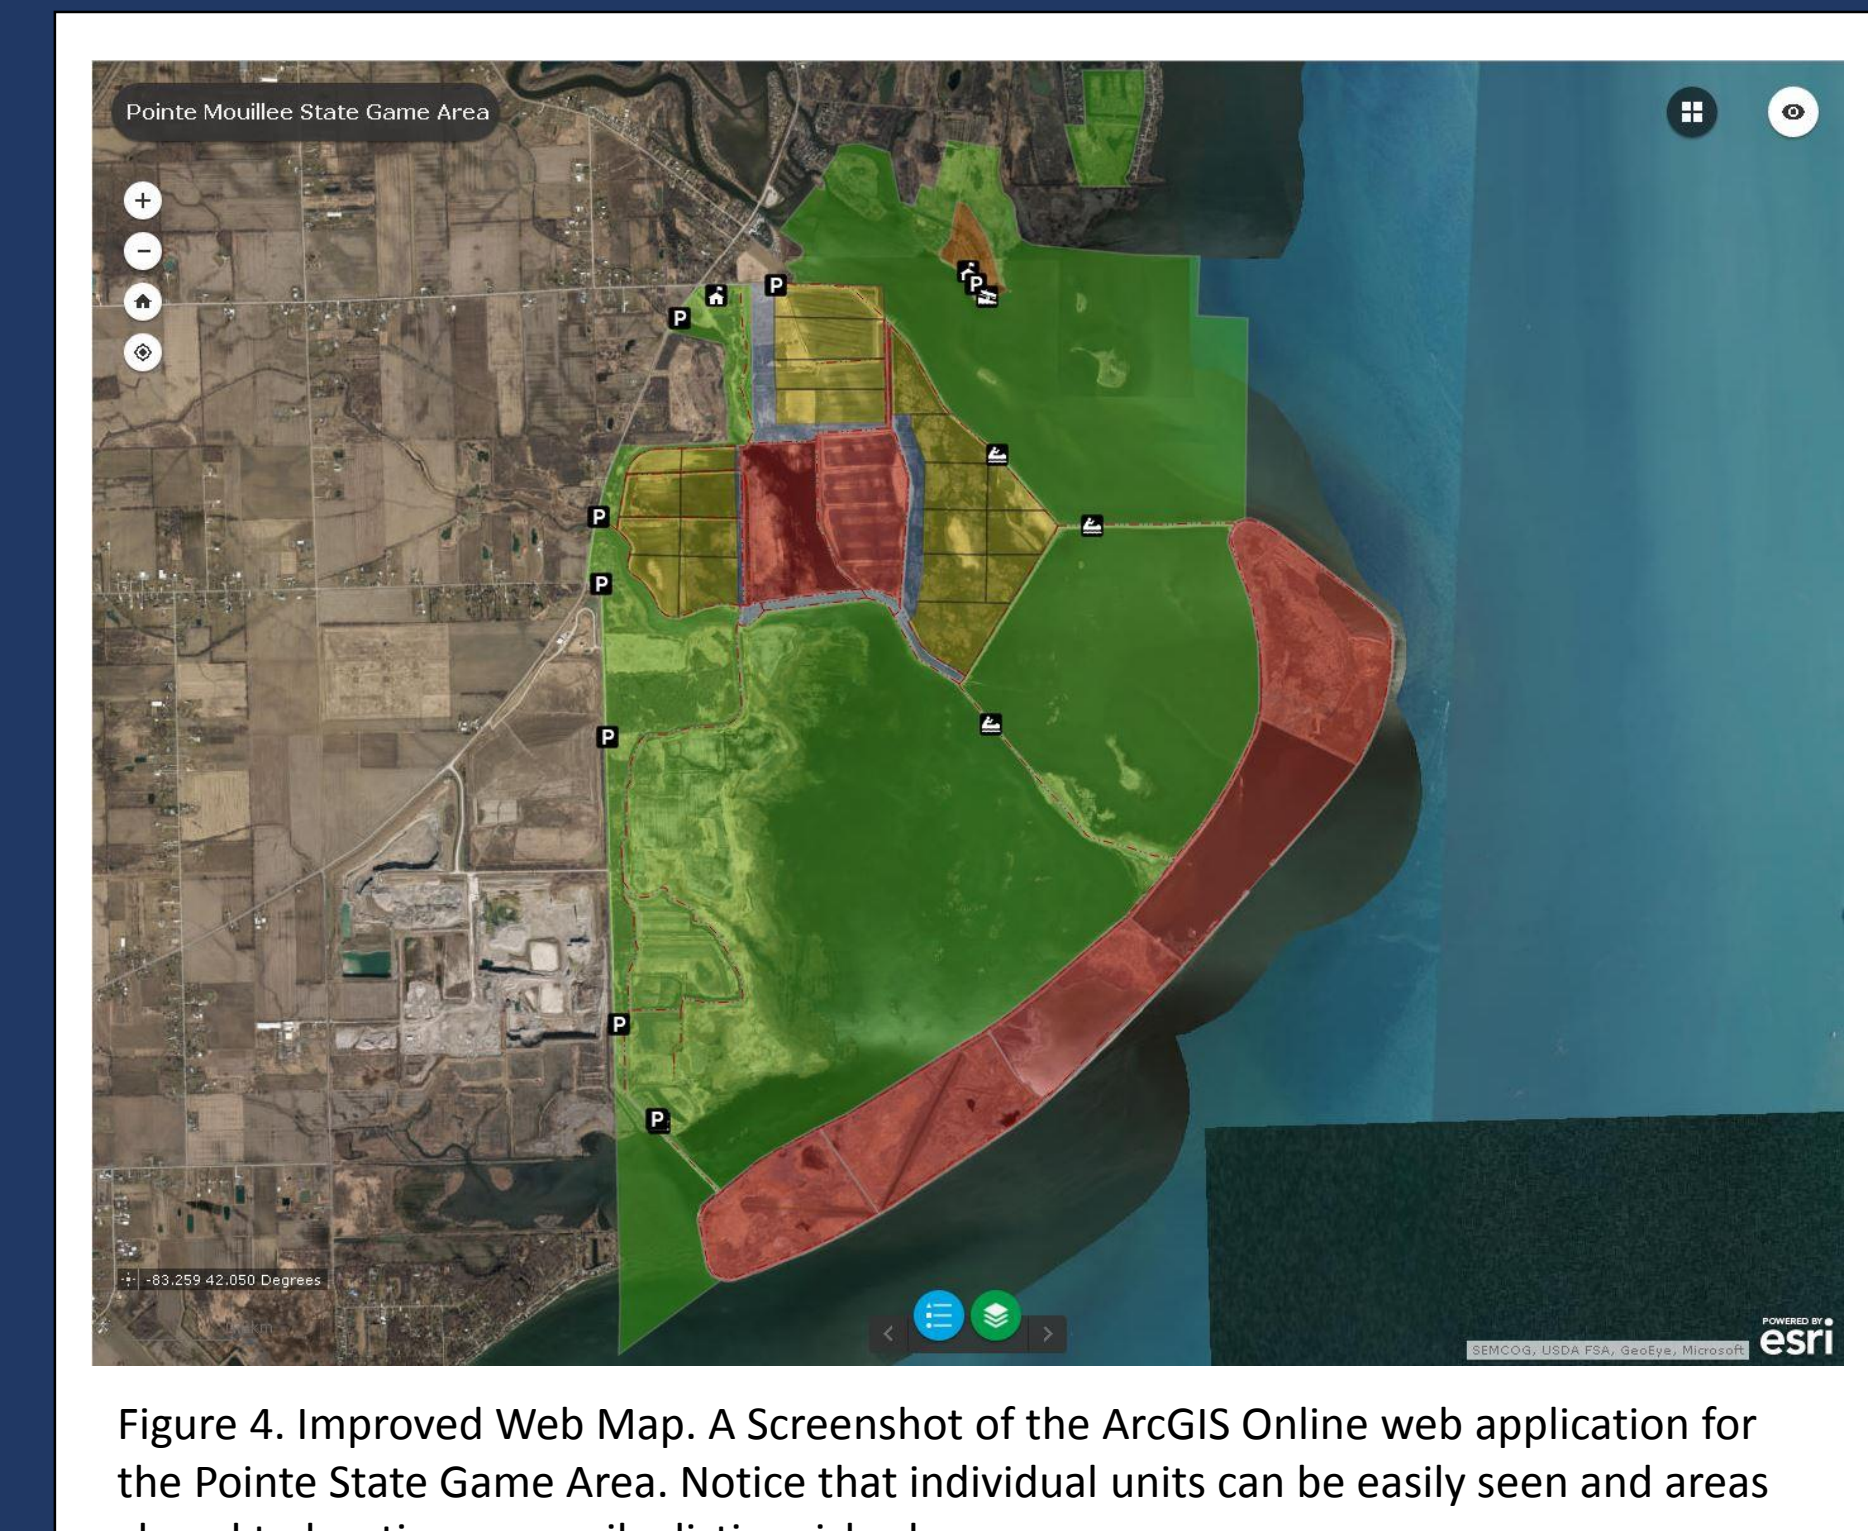 Pointe Mouillee State Game Area
+
−
P
P
P
P
P
P
P
P
P
-83.259 42.050 Degrees
POWERED BY
esri
SEMCOG, USDA FSA, GeoEye, Microsoft
Figure 4. Improved Web Map. A Screenshot of the ArcGIS Online web application for
the Pointe State Game Area. Notice that individual units can be easily seen and areas